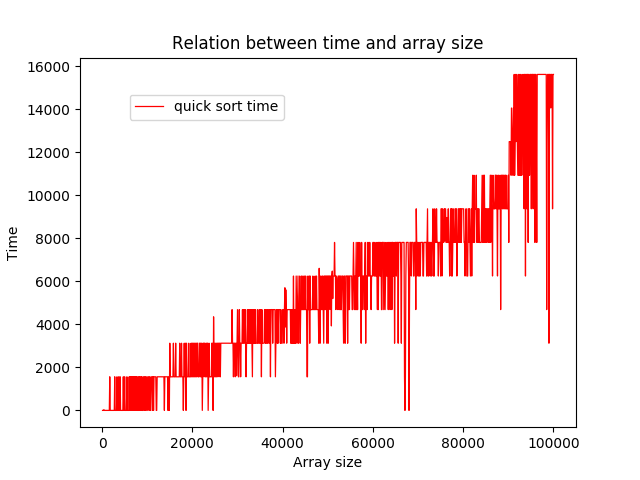 Relation between time and array size
16000
14000
12000
10000
8000
6000
4000
2000
0
Time
quick sort time
0 20000 40000 60000 80000 100000
Array size